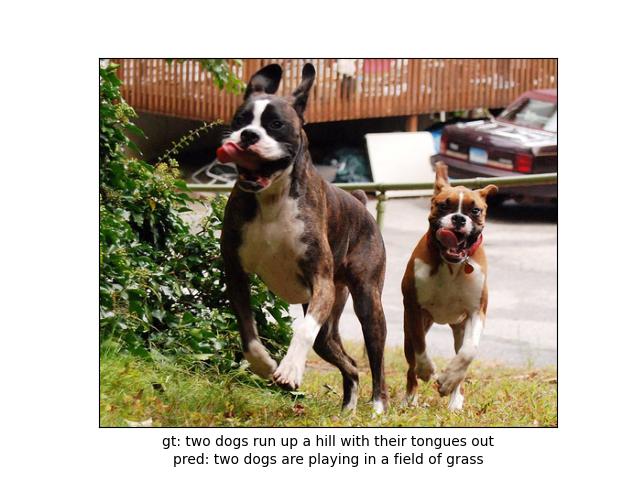 gt: two dogs run up a hill with their tongues out
pred: two dogs are playing in a field of grass